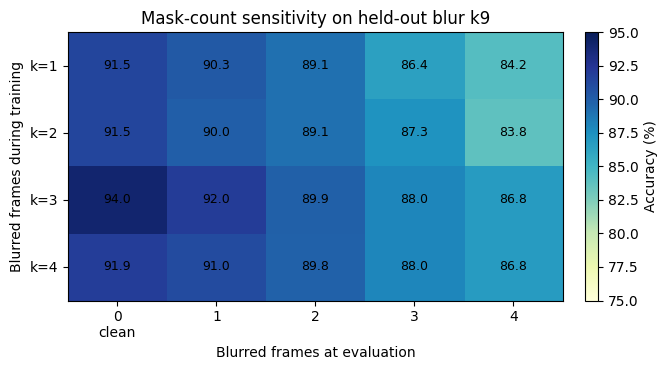 Mask-count sensitivity on held-out blur k9
Blurred frames during training
k=1 91.5 90.3 89.1 86.4 84.2
k=2 91.5 90.0 89.1 87.3 83.8
k=3 94.0 92.0 89.9 88.0 86.8
k=4 91.9 91.0 89.8 88.0 86.8
0 1 2 3 4
clean
Blurred frames at evaluation
95.0
92.5
90.0
87.5
85.0
82.5
80.0
77.5
75.0
Accuracy (%)